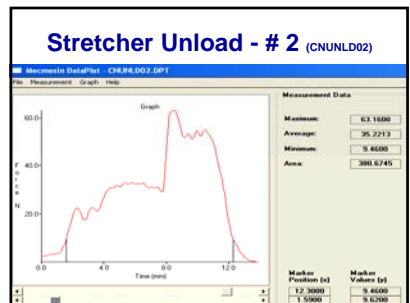 Stretcher Unload - # 2 (CNUNLD02)
Mecmesin DataPlot - CNUNLD02.DPT
File Measurement Graph Help
Graph
60.0
40.0
20.0
Force N
0.0 4.0 8.0 12.0
Time (mm)
Measurement Data
Maximum: 63.1600
Average: 35.2213
Minimum: 9.4600
Area: 380.6745
Marker Position (x) Marker Values (y)
12.3000 9.4600
1.5900 9.6200